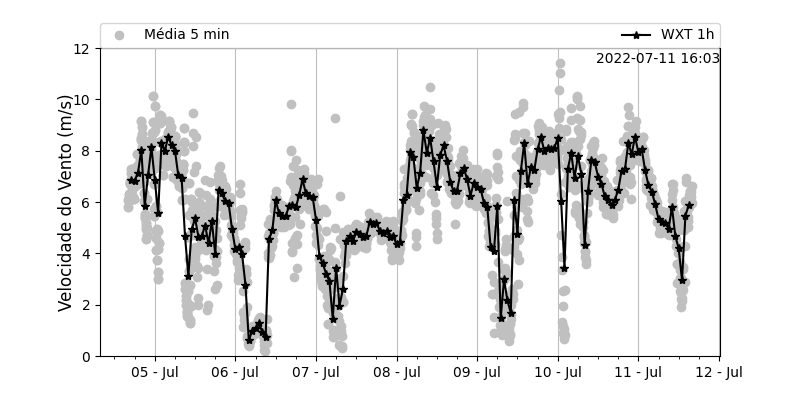 Média 5 min
WXT 1h
2022-07-11 16:03
Velocidade do Vento (m/s)
12
10
8
6
4
2
0
05 - Jul
06 - Jul
07 - Jul
08 - Jul
09 - Jul
10 - Jul
11 - Jul
12 - Jul